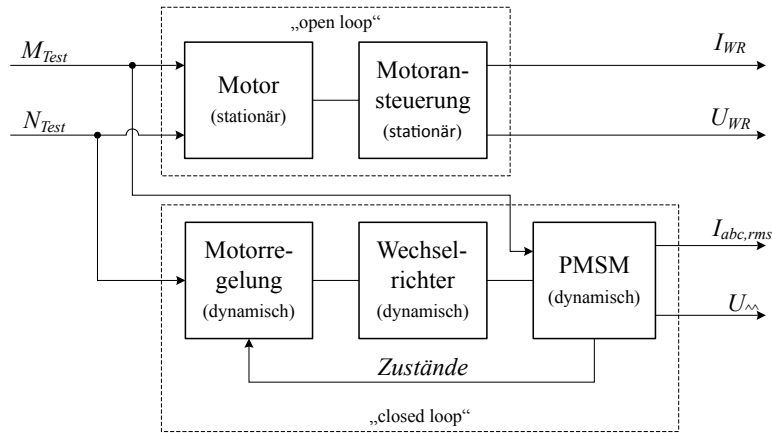 „open loop“
M_Test
N_Test
Motor
(stationär)
Motoran-
steuerung
(stationär)
I_WR
U_WR
Motorre-
gelung
(dynamisch)
Wechsel-
richter
(dynamisch)
PMSM
(dynamisch)
I_abc,rms
U_^^
Zustände
„closed loop“